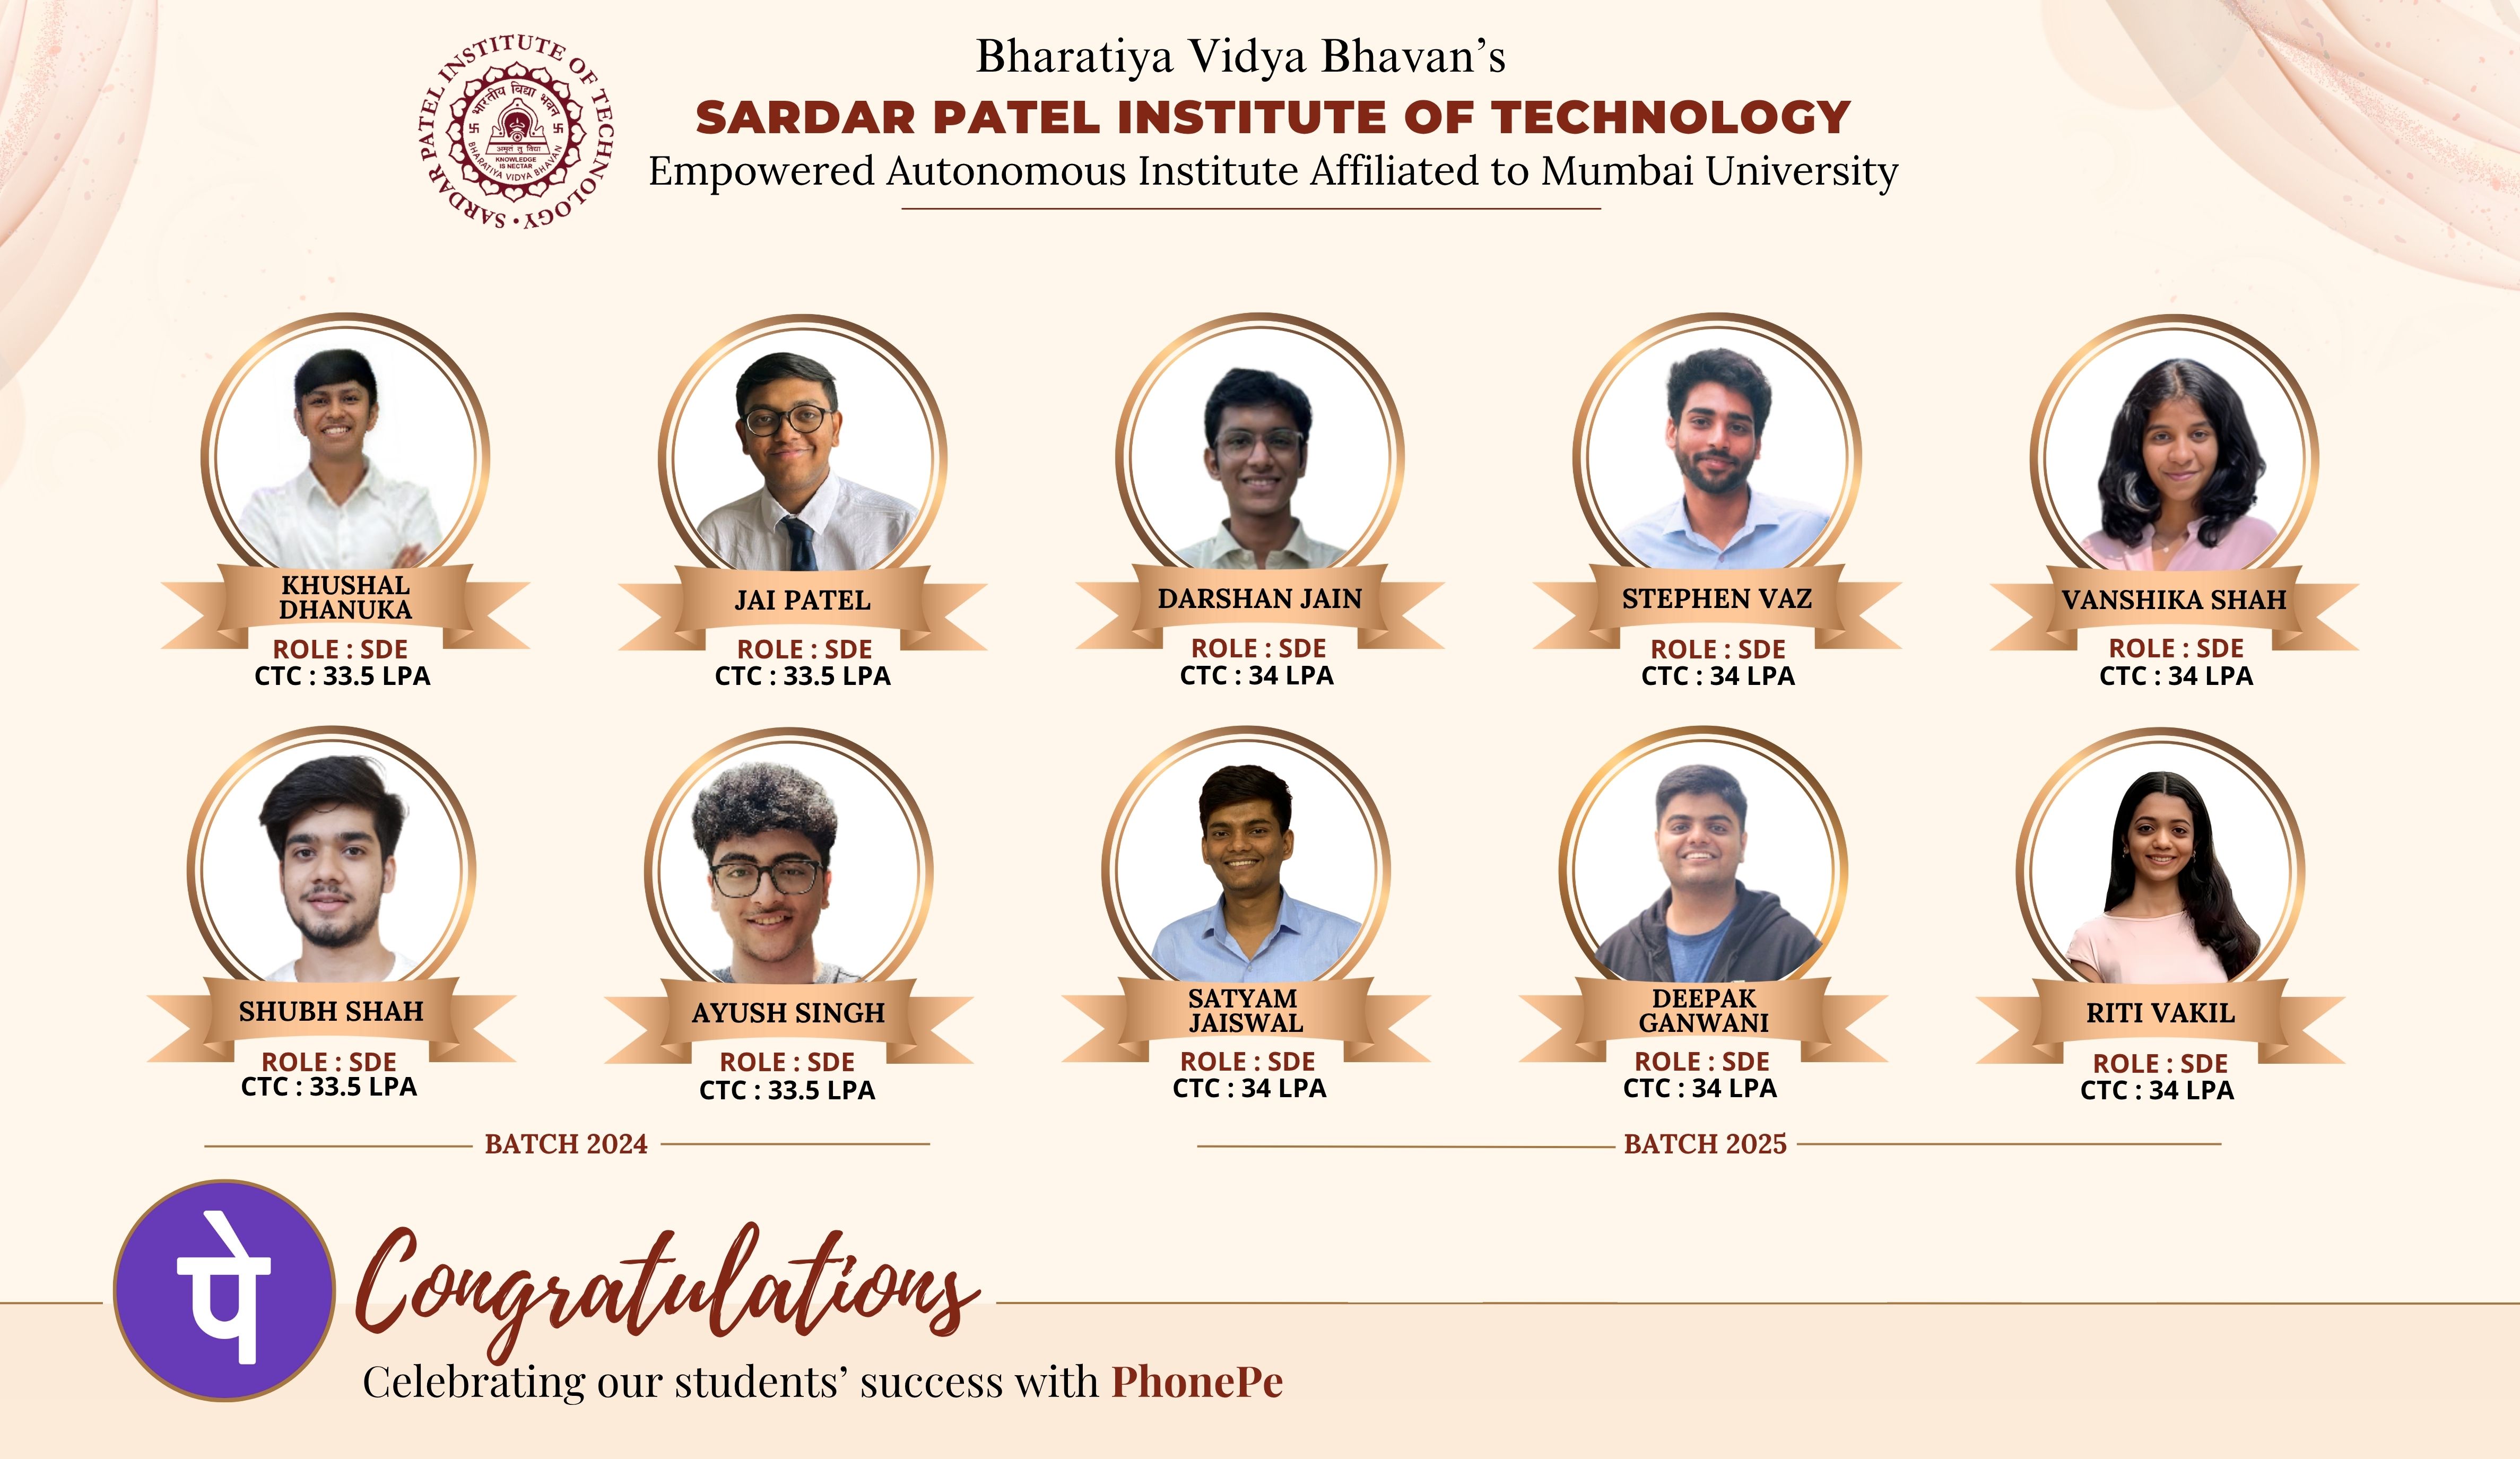 Bharatiya Vidya Bhavan’s
SARDAR PATEL INSTITUTE OF TECHNOLOGY
Empowered Autonomous Institute Affiliated to Mumbai University
SARDAR PATEL INSTITUTE OF TECHNOLOGY •
भारतीय विद्या भवन
अमृतं तु विद्या
KNOWLEDGE
IS NECTAR
BHARATIYA VIDYA BHAVAN
KHUSHAL
DHANUKA
ROLE : SDE
CTC : 33.5 LPA
JAI PATEL
ROLE : SDE
CTC : 33.5 LPA
DARSHAN JAIN
ROLE : SDE
CTC : 34 LPA
STEPHEN VAZ
ROLE : SDE
CTC : 34 LPA
VANSHIKA SHAH
ROLE : SDE
CTC : 34 LPA
SHUBH SHAH
ROLE : SDE
CTC : 33.5 LPA
AYUSH SINGH
ROLE : SDE
CTC : 33.5 LPA
SATYAM
JAISWAL
ROLE : SDE
CTC : 34 LPA
DEEPAK
GANWANI
ROLE : SDE
CTC : 34 LPA
RITI VAKIL
ROLE : SDE
CTC : 34 LPA
BATCH 2024
BATCH 2025
पे
Congratulations
Celebrating our students’ success with PhonePe